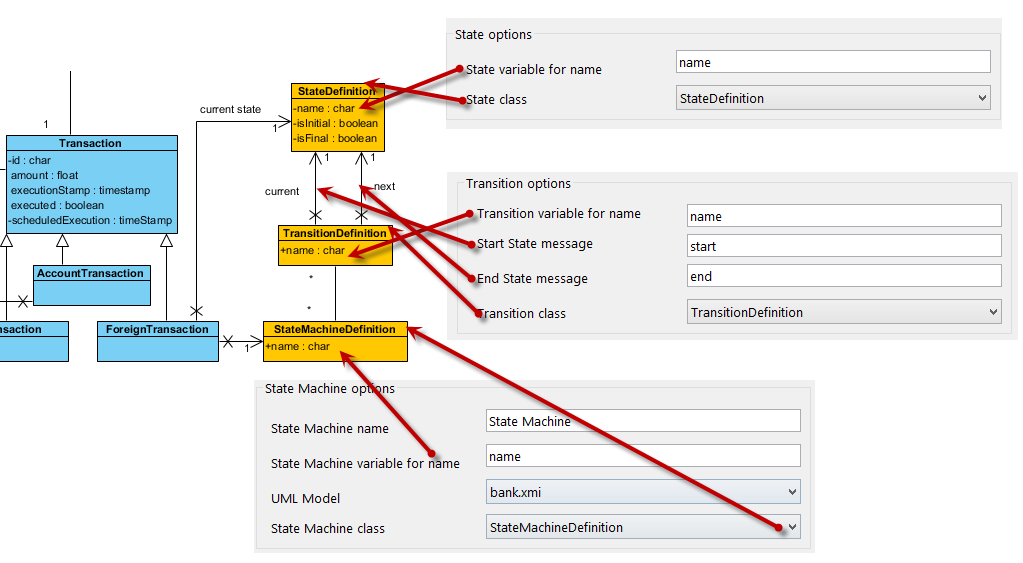 State options
State variable for name
name
State class
StateDefinition
StateDefinition
-name : char
-isInitial : boolean
-isFinal : boolean
current state
1
1
Transaction
-id : char
amount : float
executionStamp : timestamp
executed : boolean
-scheduledExecution : timeStamp
1
1
current
next
Transition options
Transition variable for name
name
Start State message
start
End State message
end
Transition class
TransitionDefinition
TransitionDefinition
+name : char
*
*
AccountTransaction
nsaction
ForeignTransaction
1
StateMachineDefinition
+name : char
State Machine options
State Machine name
State Machine
State Machine variable for name
name
UML Model
bank.xmi
State Machine class
StateMachineDefinition